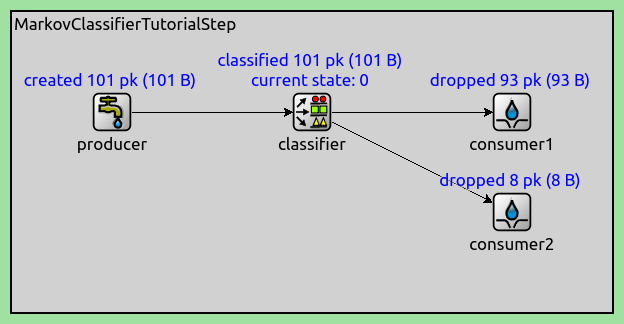 MarkovClassifierTutorialStep
classified 101 pk (101 B)
current state: 0
created 101 pk (101 B)
dropped 93 pk (93 B)
producer
classifier
consumer1
dropped 8 pk (8 B)
consumer2